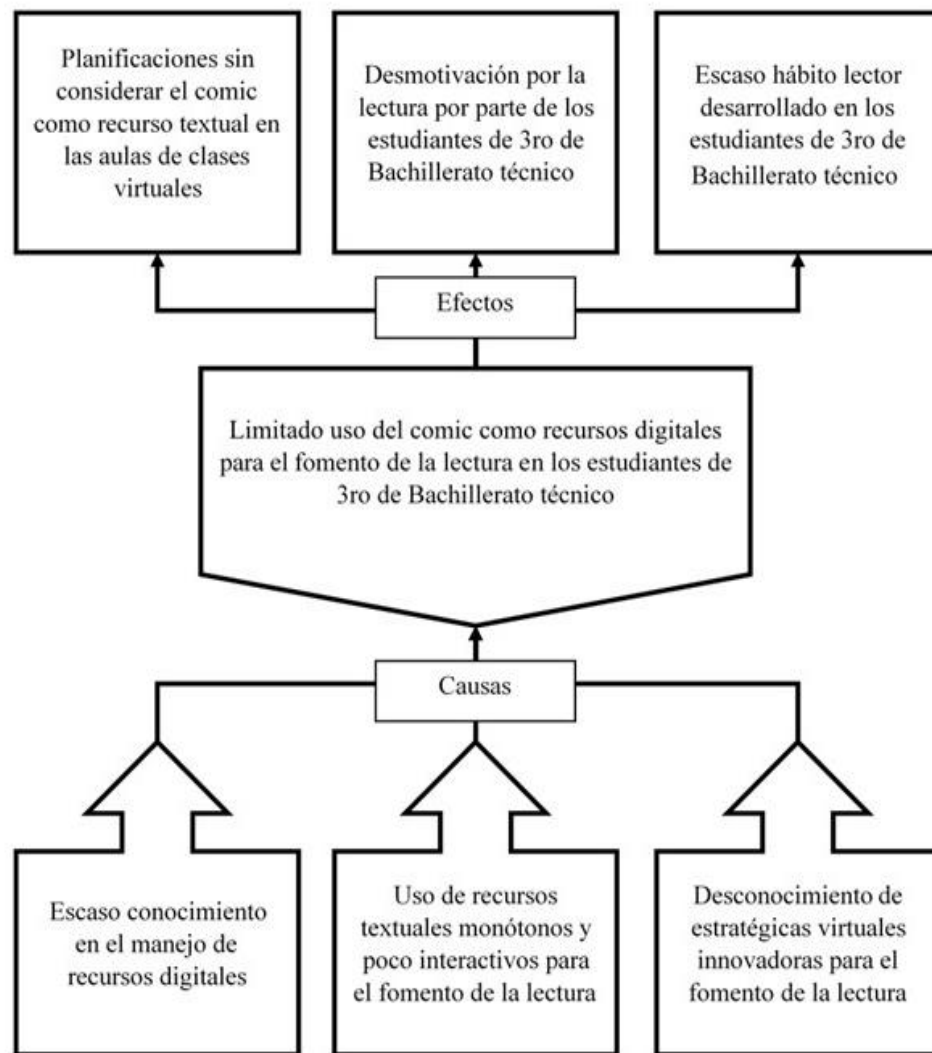 Planificaciones sin
considerar el comic
como recurso textual en
las aulas de clases
virtuales
Desmotivación por la
lectura por parte de los
estudiantes de 3ro de
Bachillerato técnico
Escaso hábito lector
desarrollado en los
estudiantes de 3ro de
Bachillerato técnico
Efectos
Limitado uso del comic como recursos digitales
para el fomento de la lectura en los estudiantes de
3ro de Bachillerato técnico
Causas
Escaso conocimiento
en el manejo de
recursos digitales
Uso de recursos
textuales monótonos y
poco interactivos para
el fomento de la lectura
Desconocimiento de
estratégicas virtuales
innovadoras para el
fomento de la lectura